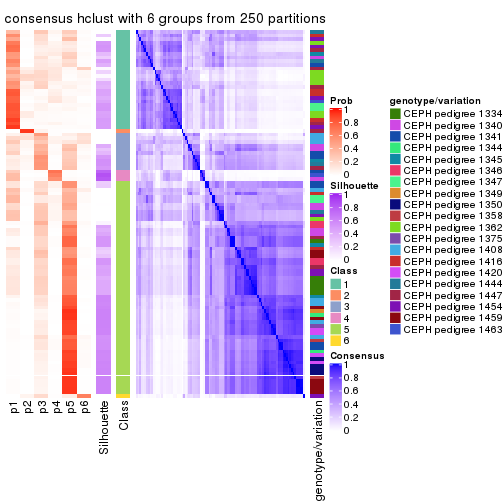 consensus hclust with 6 groups from 250 partitions
Prob
1
0.8
0.6
0.4
0.2
0
Silhouette
1
0.8
0.6
0.4
0.2
0
Class
1
2
3
4
5
6
Consensus
1
0.8
0.6
0.4
0.2
0
genotype/variation
CEPH pedigree 1334
CEPH pedigree 1340
CEPH pedigree 1341
CEPH pedigree 1344
CEPH pedigree 1345
CEPH pedigree 1346
CEPH pedigree 1347
CEPH pedigree 1349
CEPH pedigree 1350
CEPH pedigree 1358
CEPH pedigree 1362
CEPH pedigree 1375
CEPH pedigree 1408
CEPH pedigree 1416
CEPH pedigree 1420
CEPH pedigree 1444
CEPH pedigree 1447
CEPH pedigree 1454
CEPH pedigree 1459
CEPH pedigree 1463
p1
p2
p3
p4
p5
p6
Silhouette
Class
genotype/variation